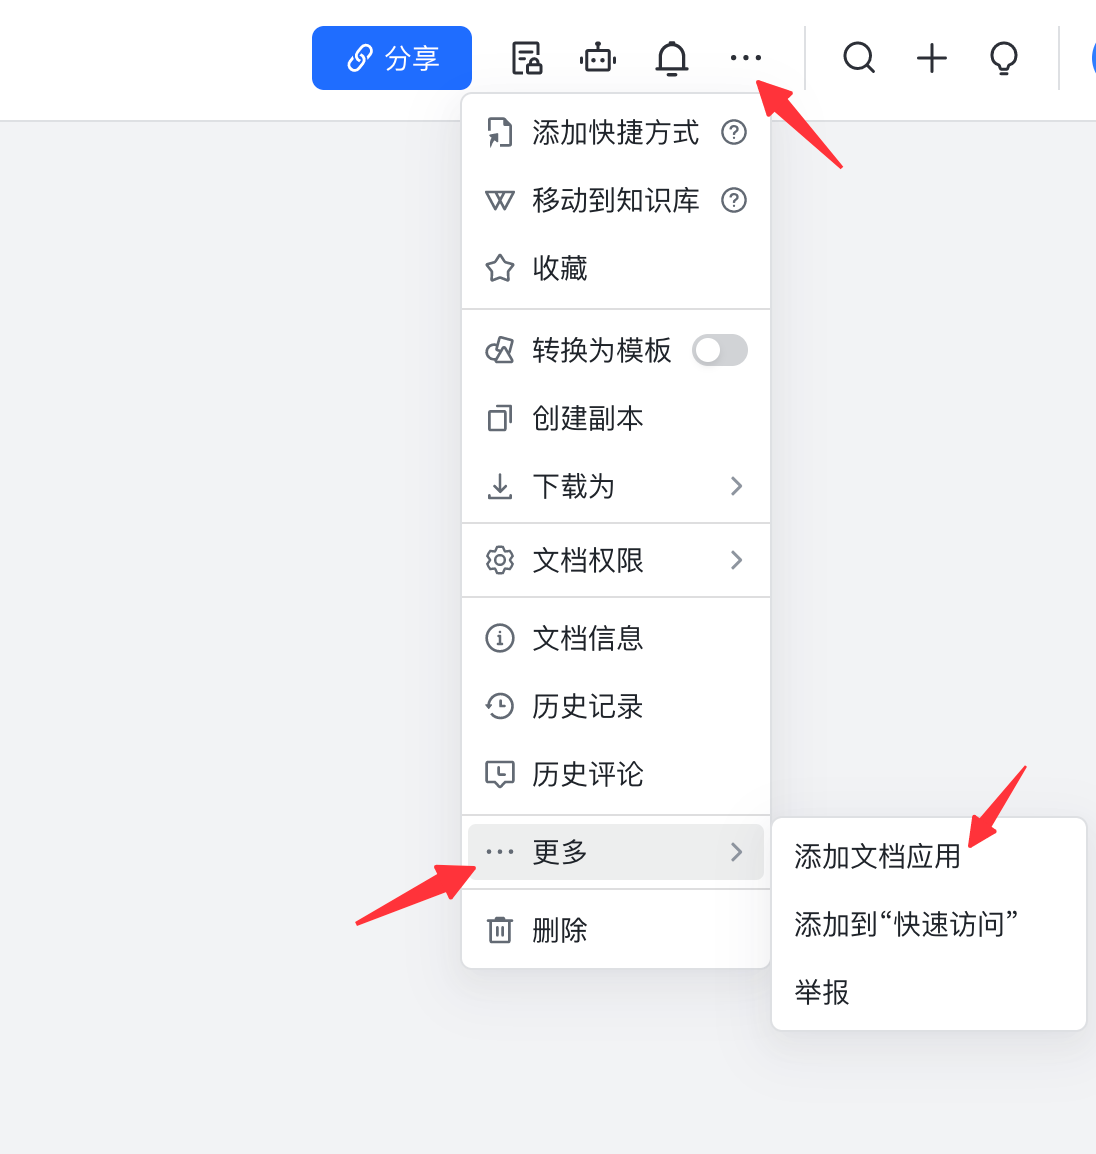 分享
添加快捷方式
移动到知识库
收藏
转换为模板
创建副本
下载为
文档权限
文档信息
历史记录
历史评论
更多
删除
添加文档应用
添加到“快速访问”
举报